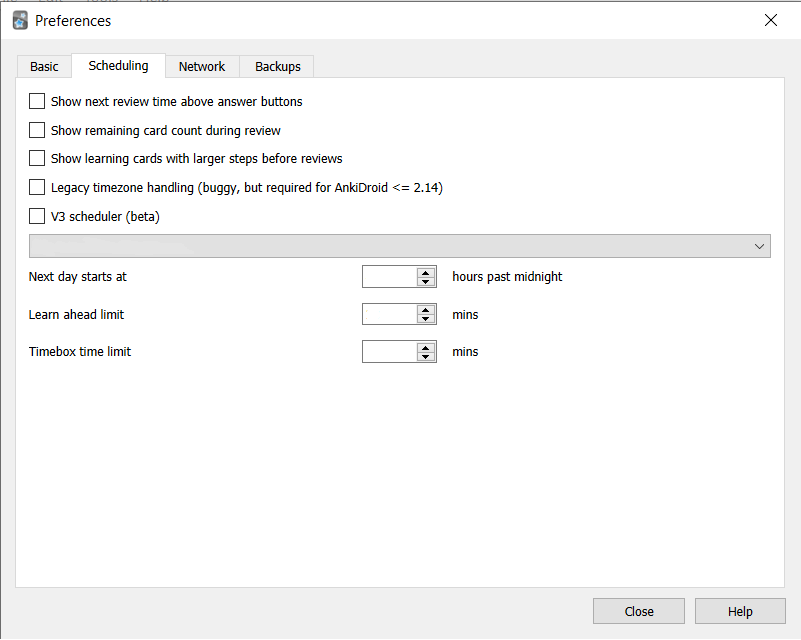 Preferences
Basic Scheduling Network Backups
Show next review time above answer buttons
Show remaining card count during review
Show learning cards with larger steps before reviews
Legacy timezone handling (buggy, but required for AnkiDroid <= 2.14)
V3 scheduler (beta)
Next day starts at hours past midnight
Learn ahead limit mins
Timebox time limit mins
Close Help